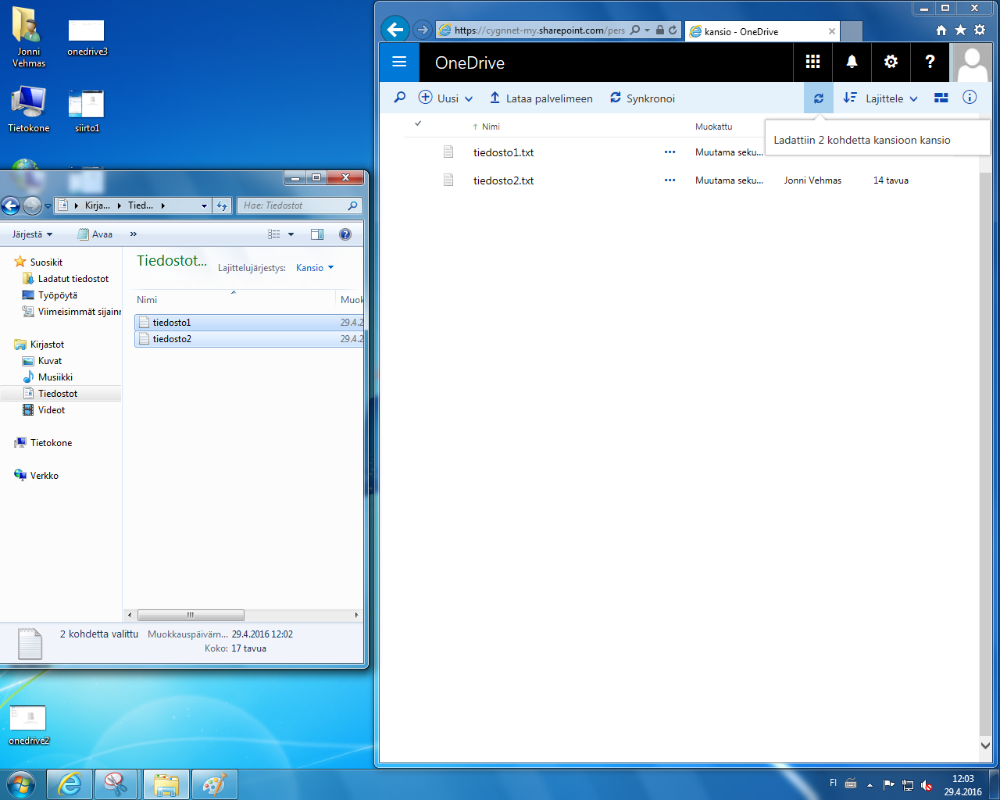 Jonni
Vehmas
onedrive3
Tietokone
siirto1
Kirja...
Tied...
Hae: Tiedostot
Järjestä
Avaa
»
Suosikit
Ladatut tiedostot
Työpöytä
Viimeisimmät sijainn
Kirjastot
Kuvat
Musiikki
Tiedostot
Videot
Tietokone
Verkko
Tiedostot...
Lajittelujärjestys: Kansio
Nimi Muok
tiedosto1 29.4.2
tiedosto2 29.4.2
2 kohdetta valittu Muokkauspäiväm... 29.4.2016 12:02
Koko: 17 tavua
onedrive2
https://cygnnet-my.sharepoint.com/pers
kansio - OneDrive
OneDrive
Uusi Lataa palvelimeen Synkronoi Lajittele
Nimi Muokattu
Ladattiin 2 kohdetta kansioon kansio
tiedosto1.txt Muutama seku...
tiedosto2.txt Muutama seku... Jonni Vehmas 14 tavua
FI
12:03
29.4.2016